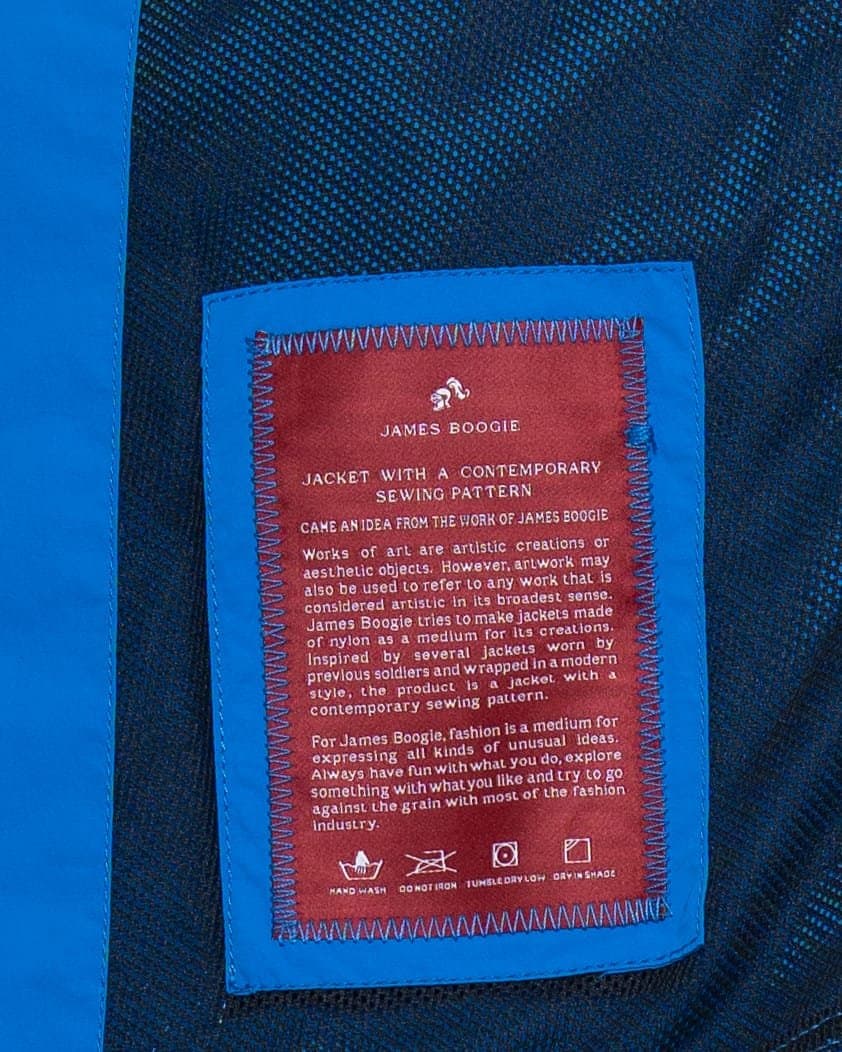 JAMES BOOGIE
JACKET WITH A CONTEMPORARY
SEWING PATTERN
CAME AN IDEA FROM THE WORK OF JAMES BOOGIE
Works of art are artistic creations or
aesthetic objects. However, artwork may
also be used to refer to any work that is
considered artistic in its broadest sense.
James Boogie tries to make jackets made
of nylon as a medium for its creations.
Inspired by several jackets worn by
previous soldiers and wrapped in a modern
style, the product is a jacket with a
contemporary sewing pattern.
For James Boogie, fashion is a medium for
expressing all kinds of unusual ideas.
Always have fun with what you do, explore
something with what you like and try to go
against the grain with most of the fashion
industry.
HAND WASH DO NOT IRON TUMBLE DRY LOW DRY IN SHADE